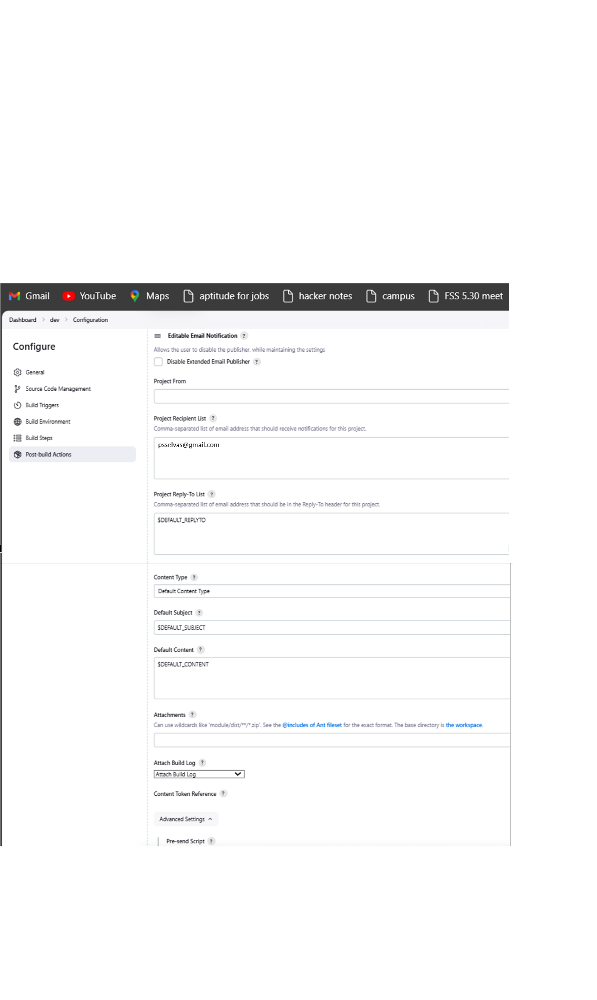 Gmail YouTube Maps aptitude for jobs hacker notes campus FSS 5.30 meet
Dashboard > dev > Configuration
Configure
General
Source Code Management
Build Triggers
Build Environment
Build Steps
Post-build Actions
Editable Email Notification ?
Allows the user to disable the publisher, while maintaining the settings
Disable Extended Email Publisher ?
Project From
Project Recipient List ?
Comma-separated list of email address that should receive notifications for this project.
psselvas@gmail.com
Project Reply-To List ?
Comma-separated list of email address that should be in the Reply-To header for this project.
$DEFAULT_REPLYTO
Content Type ?
Default Content Type
Default Subject ?
$DEFAULT_SUBJECT
Default Content ?
$DEFAULT_CONTENT
Attachments ?
Can use wildcards like 'module/dist/**/*.zip'. See the @includes of Ant fileset for the exact format. The base directory is the workspace.
Attach Build Log ?
Attach Build Log
Content Token Reference ?
Advanced Settings
Pre-send Script ?